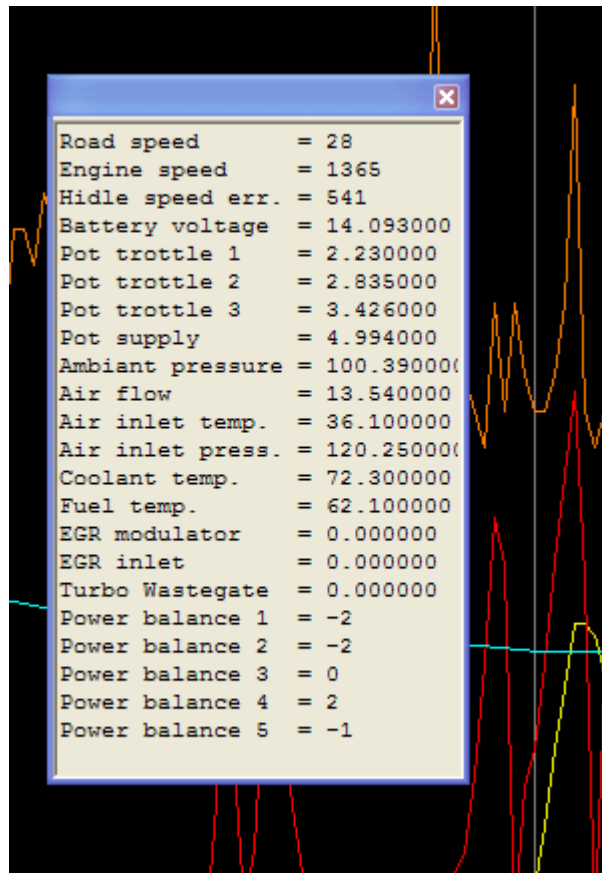 Road speed = 28
Engine speed = 1365
Hidle speed err. = 541
Battery voltage = 14.093000
Pot trottle 1 = 2.230000
Pot trottle 2 = 2.835000
Pot trottle 3 = 3.426000
Pot supply = 4.994000
Ambiant pressure = 100.390000
Air flow = 13.540000
Air inlet temp. = 36.100000
Air inlet press. = 120.250000
Coolant temp. = 72.300000
Fuel temp. = 62.100000
EGR modulator = 0.000000
EGR inlet = 0.000000
Turbo Wastegate = 0.000000
Power balance 1 = -2
Power balance 2 = -2
Power balance 3 = 0
Power balance 4 = 2
Power balance 5 = -1